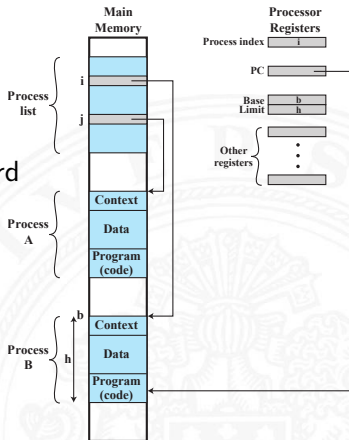 Main
Memory
Processor
Registers
Process index
i
PC
Base
b
Limit
h
Other
registers
Process
list
i
j
rd
Process
A
Context
Data
Program
(code)
Process
B
b
h
Context
Data
Program
(code)